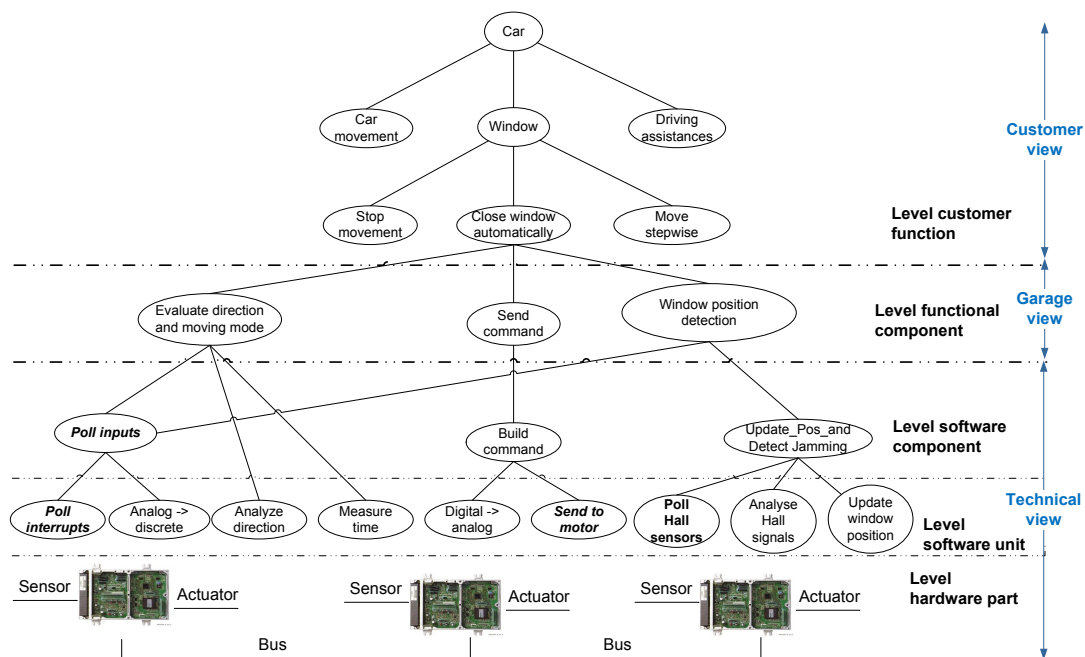 Car
Car
movement
Window
Driving
assistances
Customer
view
Stop
movement
Close window
automatically
Move
stepwise
Level customer
function
Evaluate direction
and moving mode
Send
command
Window position
detection
Level functional
component
Garage
view
Poll inputs
Build
command
Update_Pos_and
Detect Jamming
Level software
component
Poll
interrupts
Analog ->
discrete
Analyze
direction
Measure
time
Digital ->
analog
Send to
motor
Poll
Hall
sensors
Analyse
Hall
signals
Update
window
position
Level
software unit
Technical
view
Sensor
Actuator
Sensor
Actuator
Sensor
Actuator
Level
hardware part
Bus
Bus